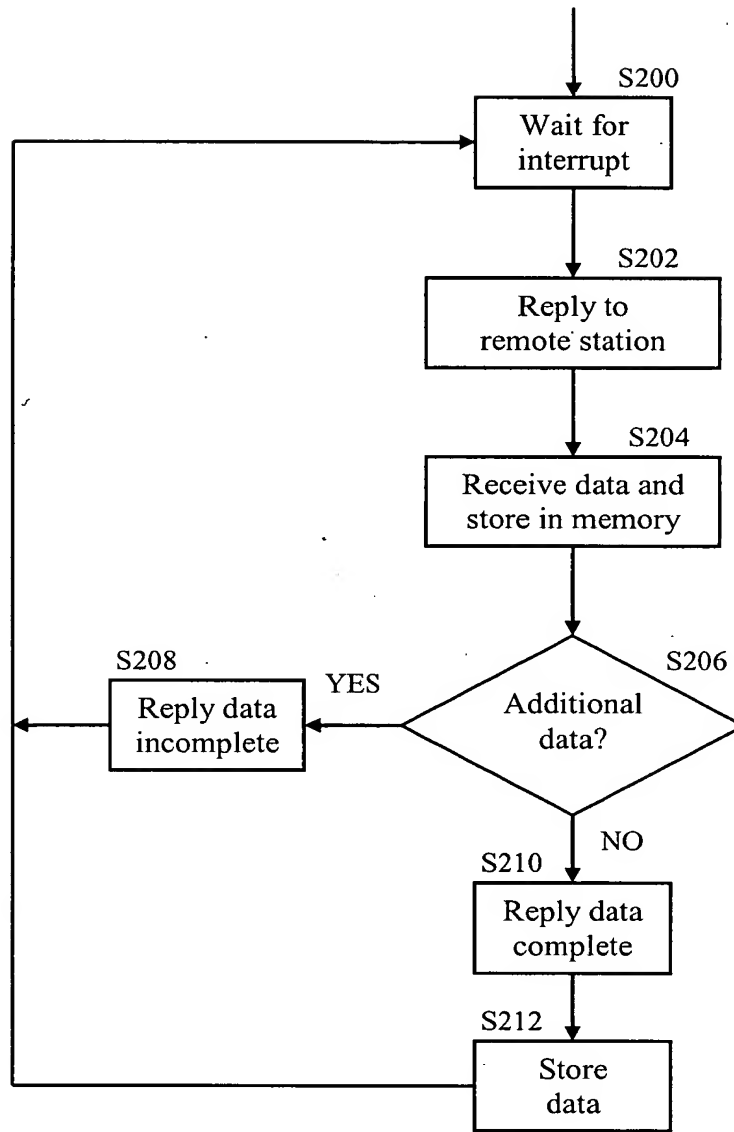 S200
Wait for
interrupt
S202
Reply to
remote station
S204
Receive data and
store in memory
S206
Additional
data?
YES
S208
Reply data
incomplete
NO
S210
Reply data
complete
S212
Store
data